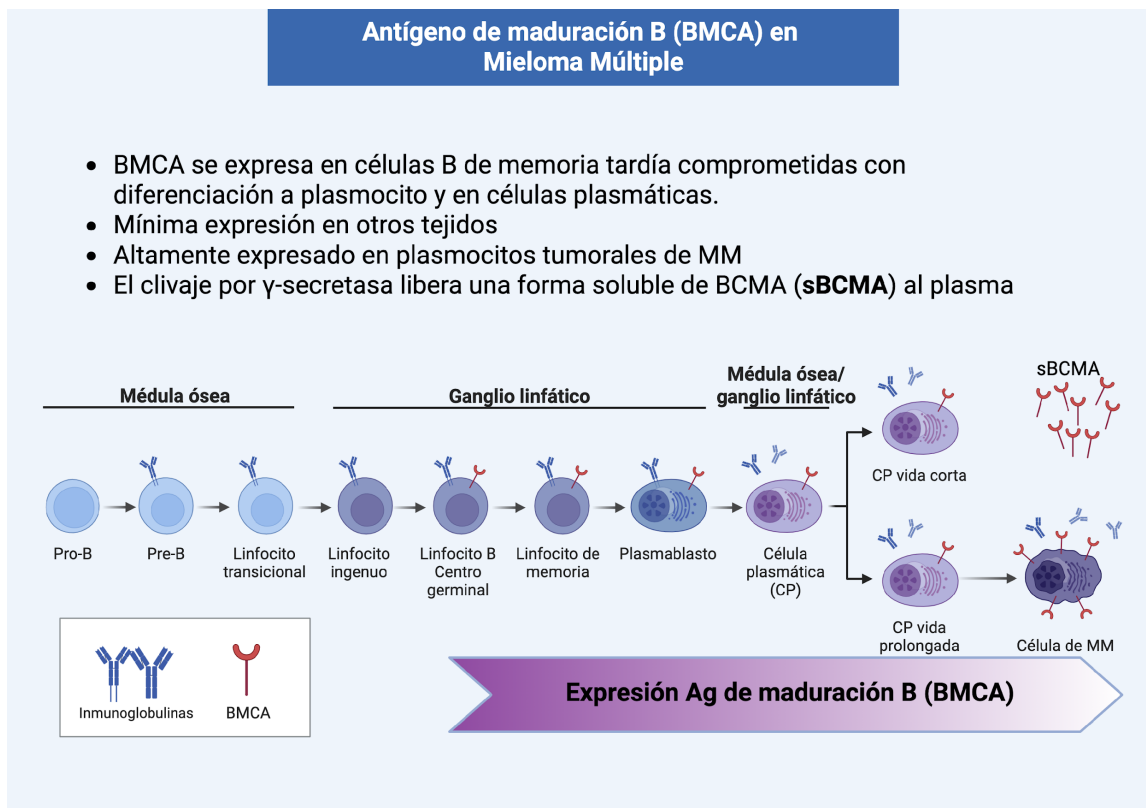 Antígeno de maduración B (BMCA) en
Mieloma Múltiple
• BMCA se expresa en células B de memoria tardía comprometidas con
diferenciación a plasmocito y en células plasmáticas.
• Mínima expresión en otros tejidos
• Altamente expresado en plasmocitos tumorales de MM
• El clivaje por γ-secretasa libera una forma soluble de BCMA (sBCMA) al plasma
Médula ósea
Ganglio linfático
Médula ósea/
ganglio linfático
sBCMA
CP vida corta
Pro-B
Pre-B
Linfocito
transicional
Linfocito
ingenuo
Linfocito B
Centro
germinal
Linfocito de
memoria
Plasmablasto
Célula
plasmática
(CP)
CP vida
prolongada
Célula de MM
Inmunoglobulinas
BMCA
Expresión Ag de maduración B (BMCA)